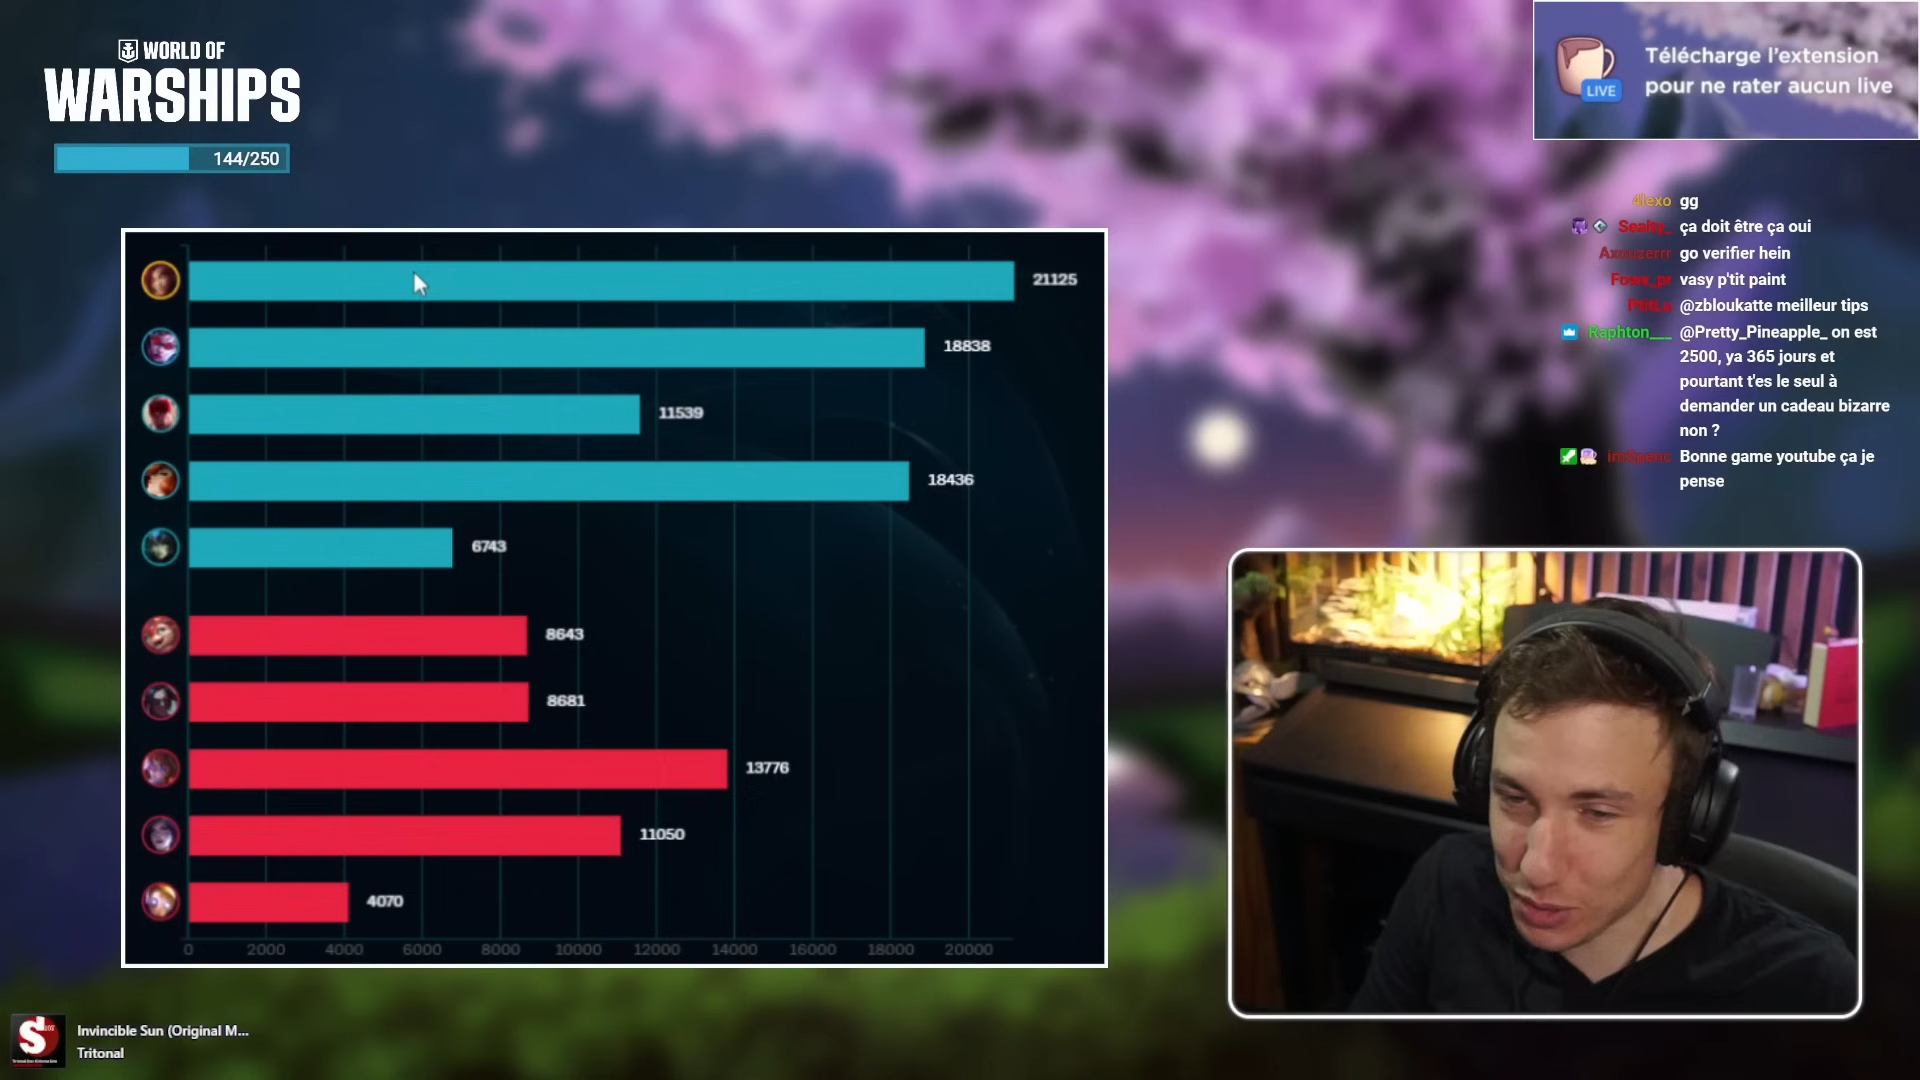 WORLD OF
WARSHIPS
144/250
Télécharge l'extension
pour ne rater aucun live
LIVE
4lexo gg
Sealty_ ça doit être ça oui
go verifier hein
Fowx_pr vasy p'tit paint
@zbloukatte meilleur tips
Raphton___ @Pretty_Pineapple_ on est
2500, ya 365 jours et
pourtant t'es le seul à
demander un cadeau bizarre
non ?
imSpenc Bonne game youtube ça je
pense
21125
18838
11539
18436
6743
8643
8681
13776
11050
4070
0 2000 4000 6000 8000 10000 12000 14000 16000 18000 20000
Invincible Sun (Original M...
Tritonal